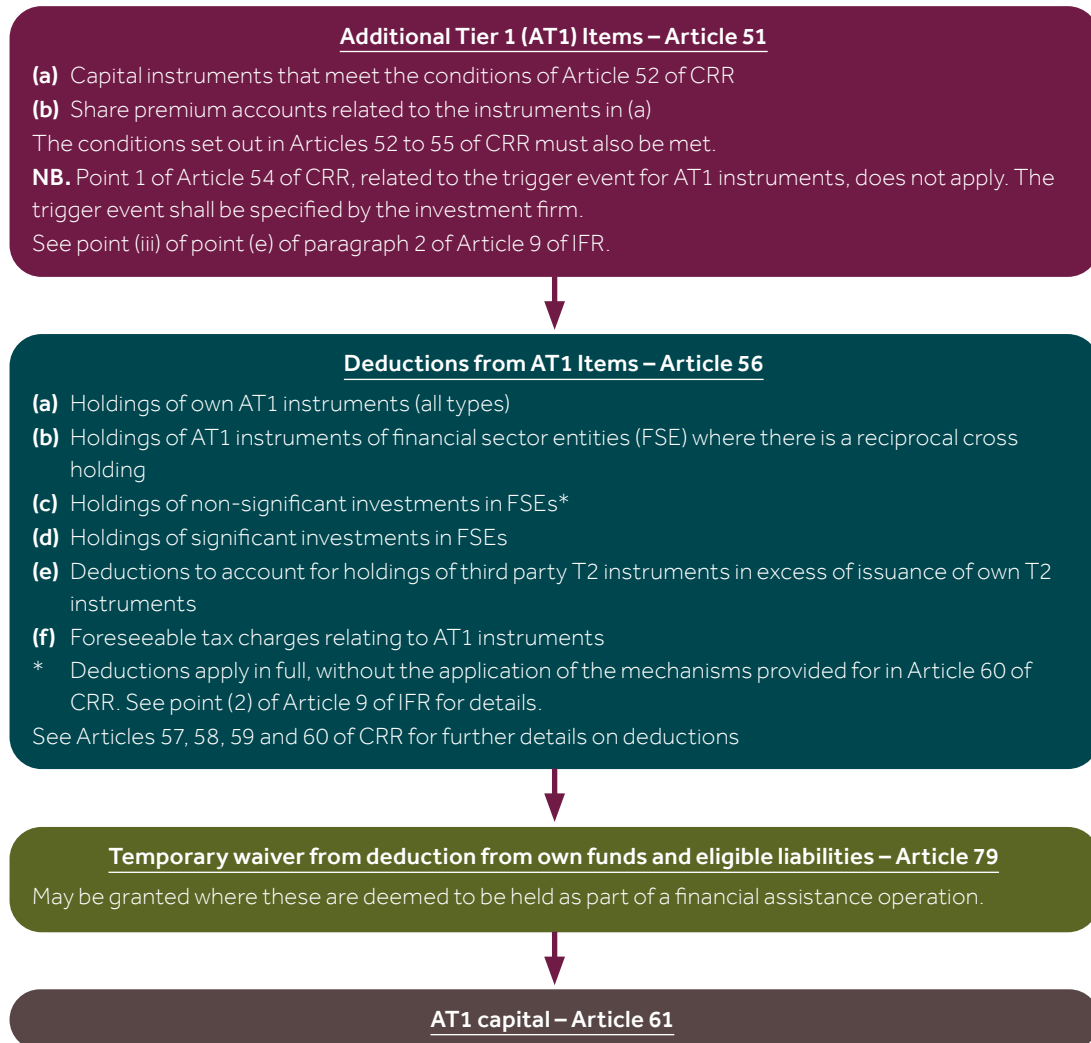 Additional Tier 1 (AT1) Items – Article 51
(a) Capital instruments that meet the conditions of Article 52 of CRR
(b) Share premium accounts related to the instruments in (a)
The conditions set out in Articles 52 to 55 of CRR must also be met.
NB. Point 1 of Article 54 of CRR, related to the trigger event for AT1 instruments, does not apply. The
trigger event shall be specified by the investment firm.
See point (iii) of point (e) of paragraph 2 of Article 9 of IFR.
Deductions from AT1 Items – Article 56
(a) Holdings of own AT1 instruments (all types)
(b) Holdings of AT1 instruments of financial sector entities (FSE) where there is a reciprocal cross
holding
(c) Holdings of non-significant investments in FSEs*
(d) Holdings of significant investments in FSEs
(e) Deductions to account for holdings of third party T2 instruments in excess of issuance of own T2
instruments
(f) Foreseeable tax charges relating to AT1 instruments
* Deductions apply in full, without the application of the mechanisms provided for in Article 60 of
CRR. See point (2) of Article 9 of IFR for details.
See Articles 57, 58, 59 and 60 of CRR for further details on deductions
Temporary waiver from deduction from own funds and eligible liabilities – Article 79
May be granted where these are deemed to be held as part of a financial assistance operation.
AT1 capital – Article 61